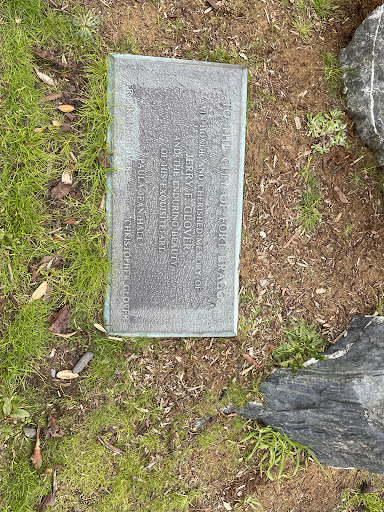 TO THE CITY OF FORT BRAGG
IN HONOR AND CHERISHED MEMORY OF
JERRY F. GLOVER
AND THE ENDURING BEAUTY
OF HIS EXQUISITE ART
PAULA
CHRISTOPHER GLOVER